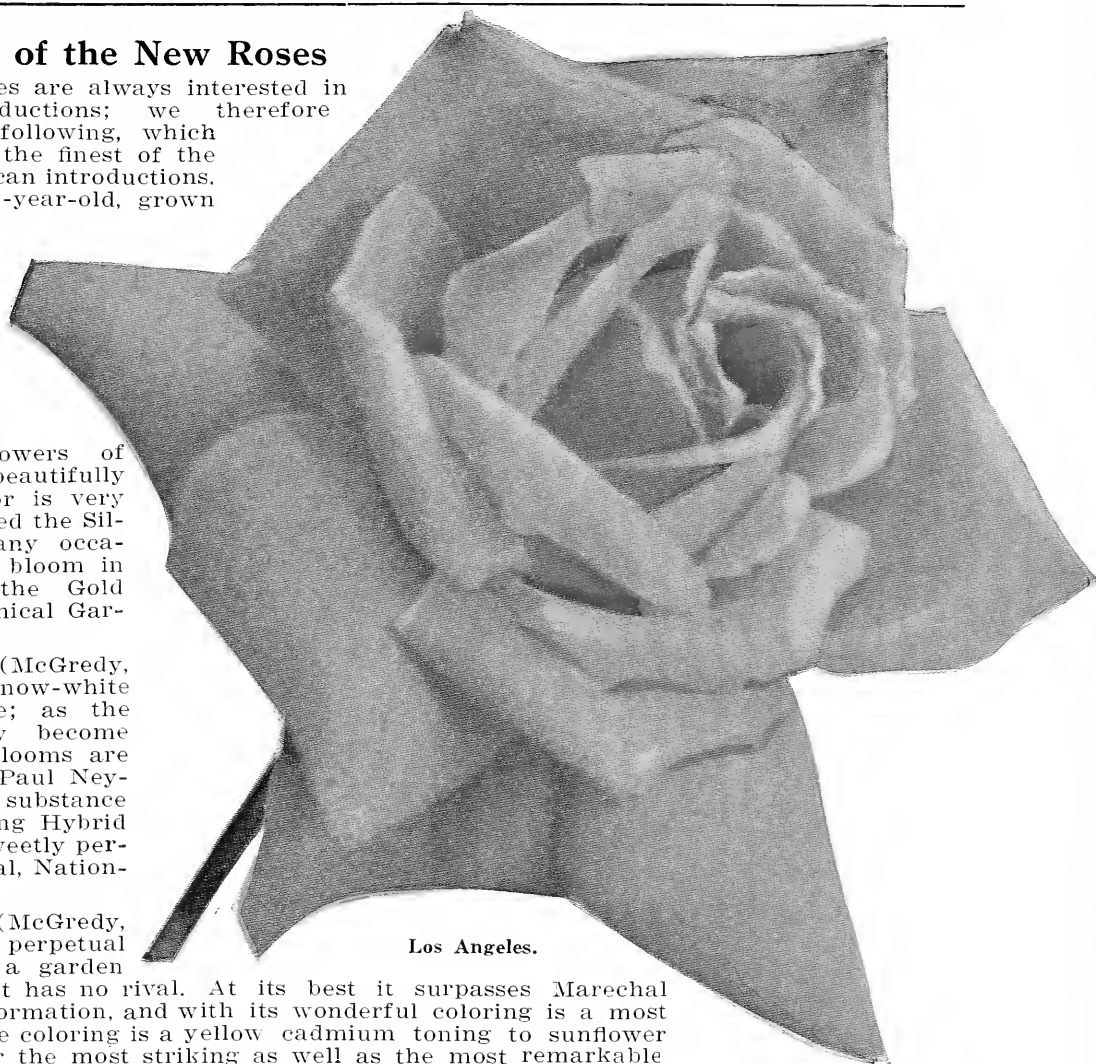 of the New Roses
es are always interested in
ductions; we therefore
following, which
the finest of the
can introductions.
-year-old, grown
owers of
beautifully
r is very
ed the Sil-
any occa-
bloom in
the Gold
nical Gar-
(McGredy,
now-white
e; as the
y become
looms are
Paul Ney-
substance
ng Hybrid
weetly per-
al, Nation-
(McGredy,
perpetual
a garden
Los Angeles.
t has no rival. At its best it surpasses Marechal
ormation, and with its wonderful coloring is a most
e coloring is a yellow cadmium toning to sunflower
r the most striking as well as the most remarkable